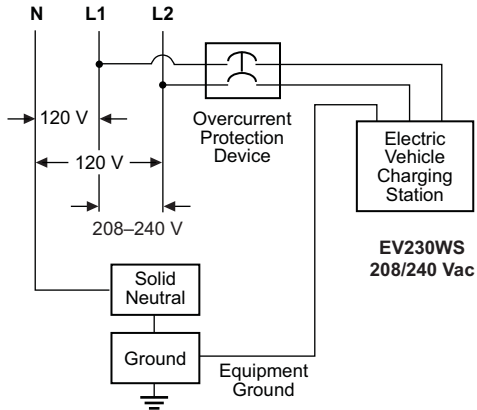 N L1 L2
120 V
120 V
208–240 V
Overcurrent
Protection
Device
Electric
Vehicle
Charging
Station
EV230WS
208/240 Vac
Solid
Neutral
Ground
Equipment
Ground